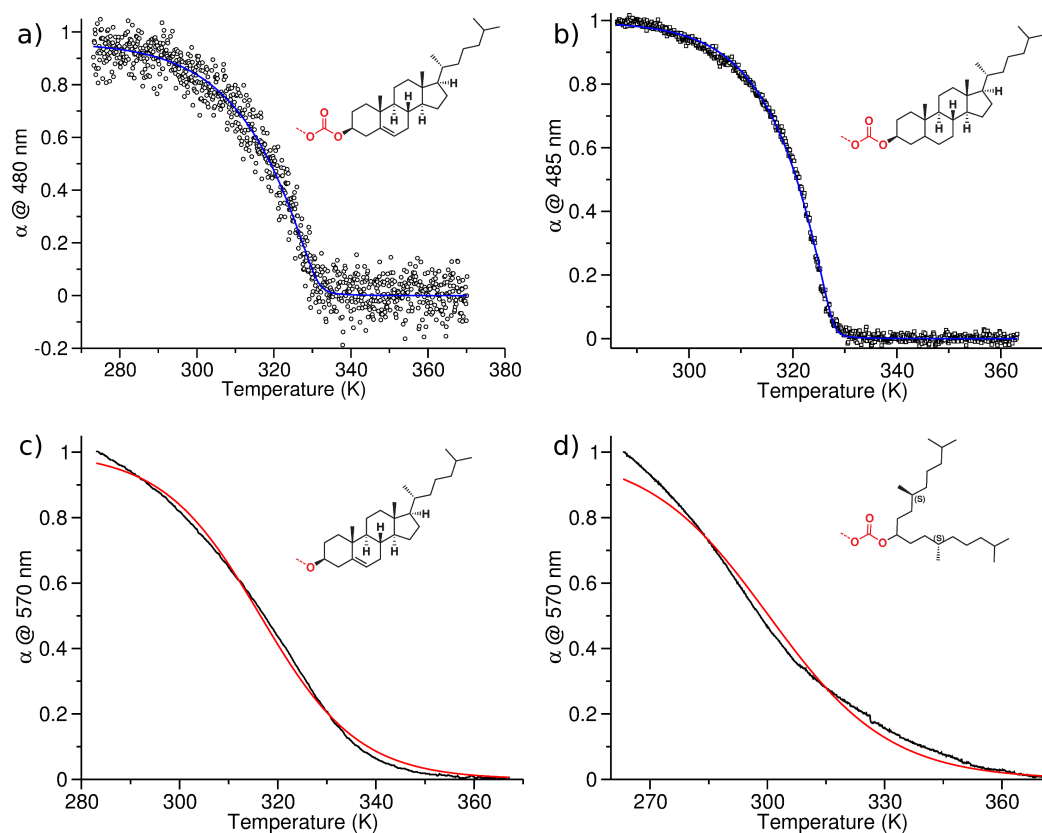 a)
α @ 480 nm
1
0.8
0.6
0.4
0.2
0
-0.2
280 300 320 340 360 380
Temperature (K)
O
O O
H
H
H H
b)
α @ 485 nm
1
0.8
0.6
0.4
0.2
0
300 320 340 360
Temperature (K)
O
O O
H
H
H H
c)
α @ 570 nm
1
0.8
0.6
0.4
0.2
0
280 300 320 340 360
Temperature (K)
O
H
H
H H
d)
α @ 570 nm
1
0.8
0.6
0.4
0.2
0
270 300 330 360
Temperature (K)
(S)
O
O O
(S)